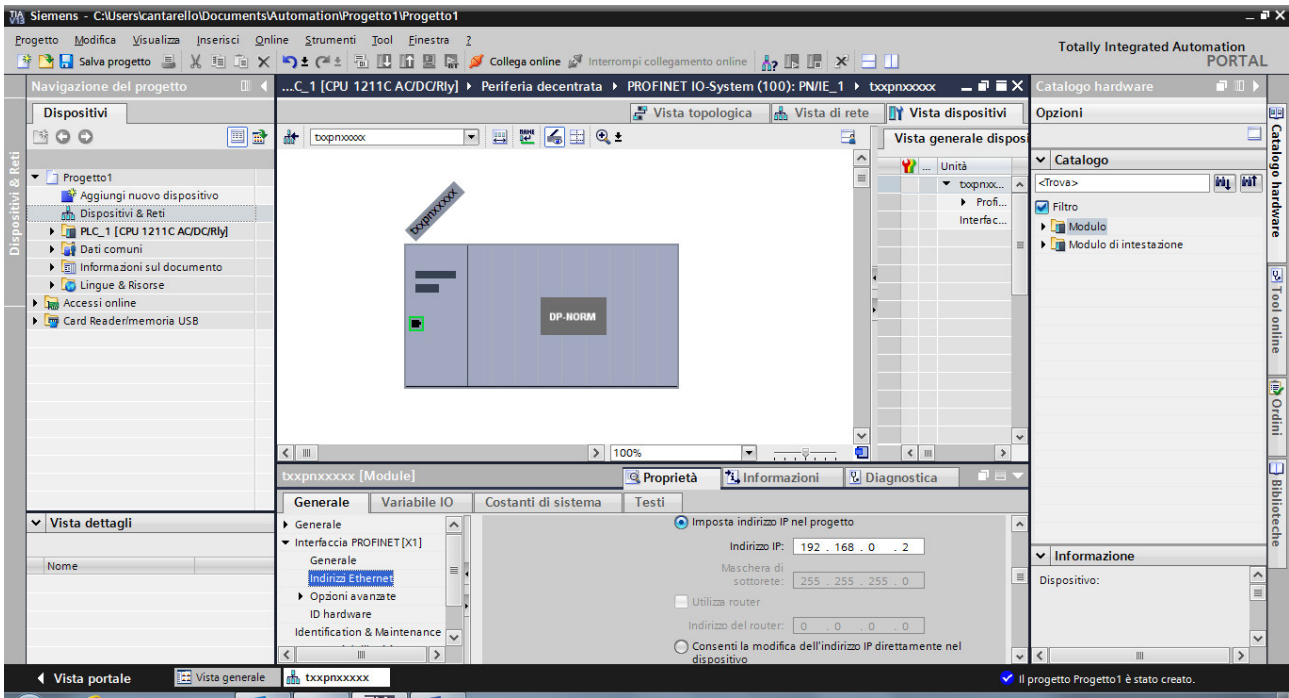 Siemens - C:\Users\cantarello\Documents\Automation\Progetto1\Progetto1
Progetto Modifica Visualizza Inserisci Online Strumenti Tool Finestra ?
Totally Integrated Automation
PORTAL
Salva progetto
Collega online
Interrompi collegamento online
Navigazione del progetto
Dispositivi
Dispositivi & Reti
Progetto1
Aggiungi nuovo dispositivo
Dispositivi & Reti
PLC_1 [CPU 1211C AC/DC/Rly]
Dati comuni
Informazioni sul documento
Lingue & Risorse
Accessi online
Card Reader/memoria USB
Vista dettagli
Nome
...C_1 [CPU 1211C AC/DC/Rly] Periferia decentrata PROFINET IO-System (100): PN/IE_1 txxpnxxxxx
Vista topologica
Vista di rete
Vista dispositivi
txxpnxxxxx
Vista generale disposi
... Unità
txxpnxx...
Profi...
Interfac...
txxpnxxxxx
DP-NORM
100%
txxpnxxxxx [Module]
Proprietà
Informazioni
Diagnostica
Generale
Variabile IO
Costanti di sistema
Testi
Generale
Interfaccia PROFINET [X1]
Generale
Indirizzi Ethernet
Opzioni avanzate
ID hardware
Identification & Maintenance
Imposta indirizzo IP nel progetto
Indirizzo IP: 192 . 168 . 0 . 2
Maschera di
sottorete: 255 . 255 . 255 . 0
Utilizza router
Indirizzo del router: 0 . 0 . 0 . 0
Consenti la modifica dell'indirizzo IP direttamente nel
dispositivo
Catalogo hardware
Opzioni
Catalogo
<Trova>
Filtro
Modulo
Modulo di intestazione
Informazione
Dispositivo:
Catalogo hardware
Tool online
Ordini
Biblioteche
Vista portale
Vista generale
txxpnxxxxx
Il progetto Progetto1 è stato creato.